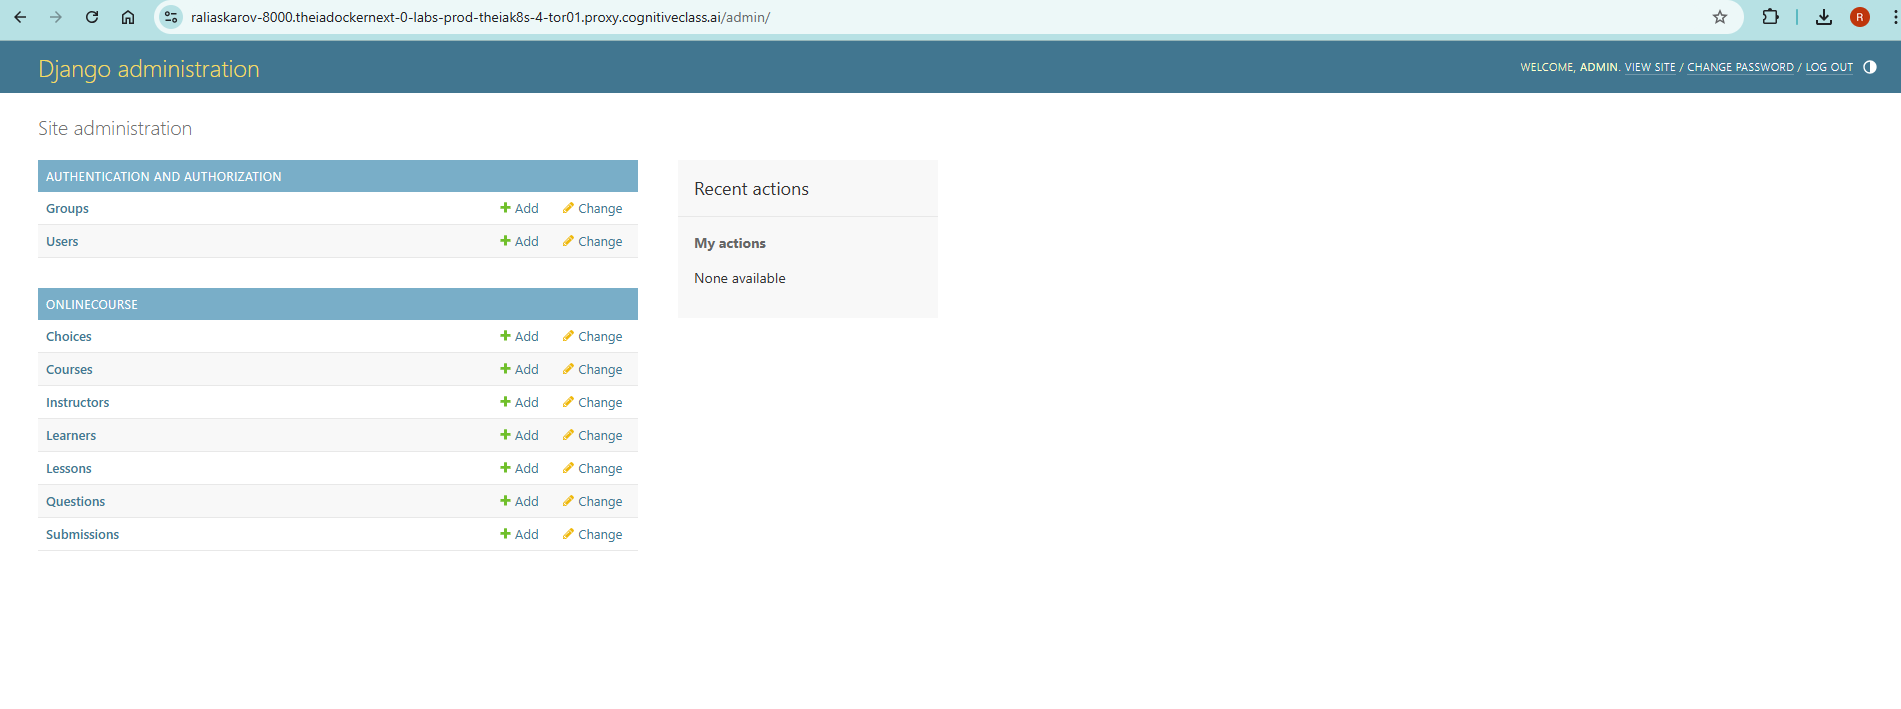 raliaskarov-8000.theiadockernext-0-labs-prod-theiak8s-4-tor01.proxy.cognitiveclass.ai/admin/
R
Django administration
WELCOME, ADMIN. VIEW SITE / CHANGE PASSWORD / LOG OUT
Site administration
AUTHENTICATION AND AUTHORIZATION
Groups Add Change
Users Add Change
ONLINECOURSE
Choices Add Change
Courses Add Change
Instructors Add Change
Learners Add Change
Lessons Add Change
Questions Add Change
Submissions Add Change
Recent actions
My actions
None available